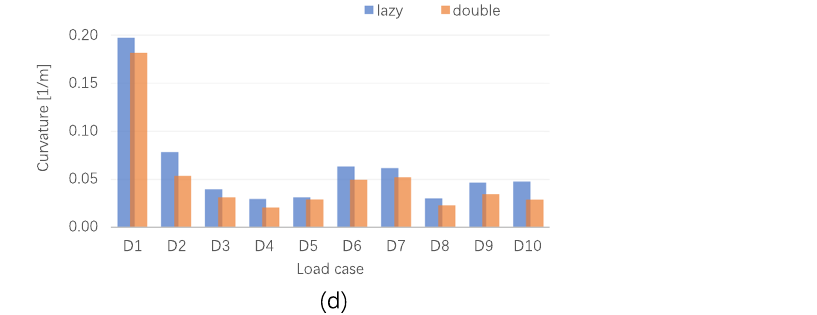 lazy double
0.20
0.15
0.10
0.05
0.00
Curvature [1/m]
D1 D2 D3 D4 D5 D6 D7 D8 D9 D10
Load case
(d)